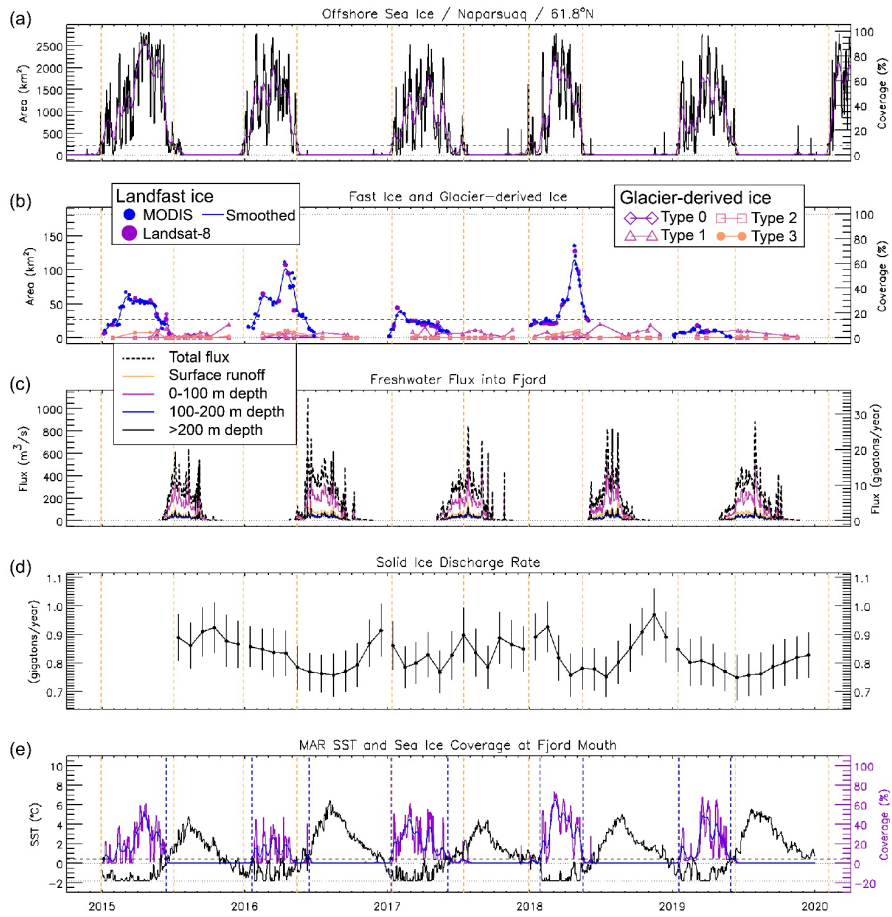 (a)
Offshore Sea Ice / Naparsuaq / 61.8°N
Area (km²)
2500
2000
1500
1000
500
0
100
80
60
40
20
0
Coverage (%)
(b)
Fast Ice and Glacier-derived Ice
Landfast ice
MODIS
Smoothed
Landsat-8
Glacier-derived ice
Type 0
Type 2
Type 1
Type 3
Area (km²)
150
100
50
0
100
80
60
40
20
0
Coverage (%)
Total flux
Surface runoff
0-100 m depth
100-200 m depth
>200 m depth
(c)
Freshwater Flux into Fjord
Flux (m³/s)
1000
800
600
400
200
0
30
20
10
0
Flux (gigatons/year)
(d)
Solid Ice Discharge Rate
(gigatons/year)
1.1
1.0
0.9
0.8
0.7
1.1
1.0
0.9
0.8
0.7
(e)
MAR SST and Sea Ice Coverage at Fjord Mouth
SST (°C)
10
8
6
4
2
0
-2
100
80
60
40
20
0
-20
Coverage (%)
2015
2016
2017
2018
2019
2020